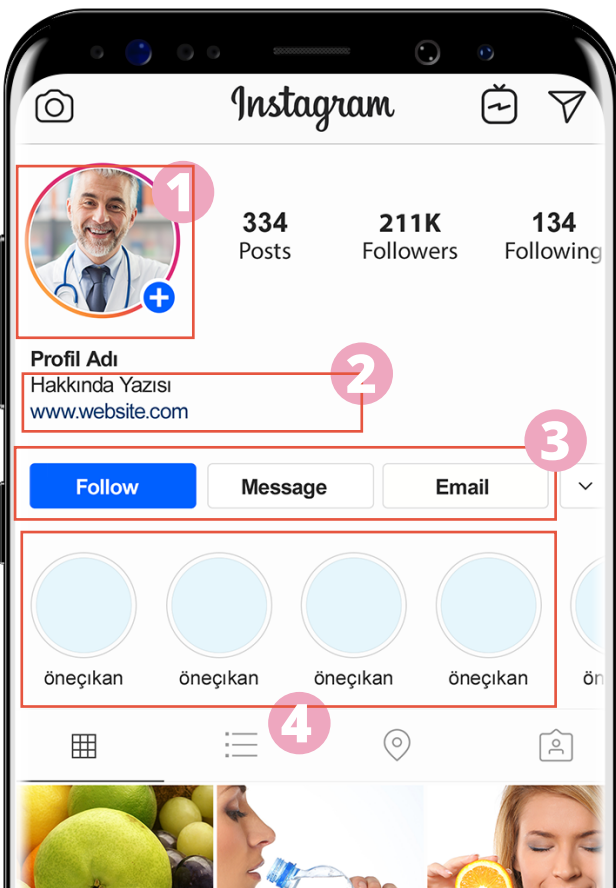 Instagram
1
334 211K 134
Posts Followers Following
Profil Adı
Hakkında Yazısı
www.website.com
2
3
Follow Message Email
öneçıkan öneçıkan öneçıkan öneçıkan ön
4